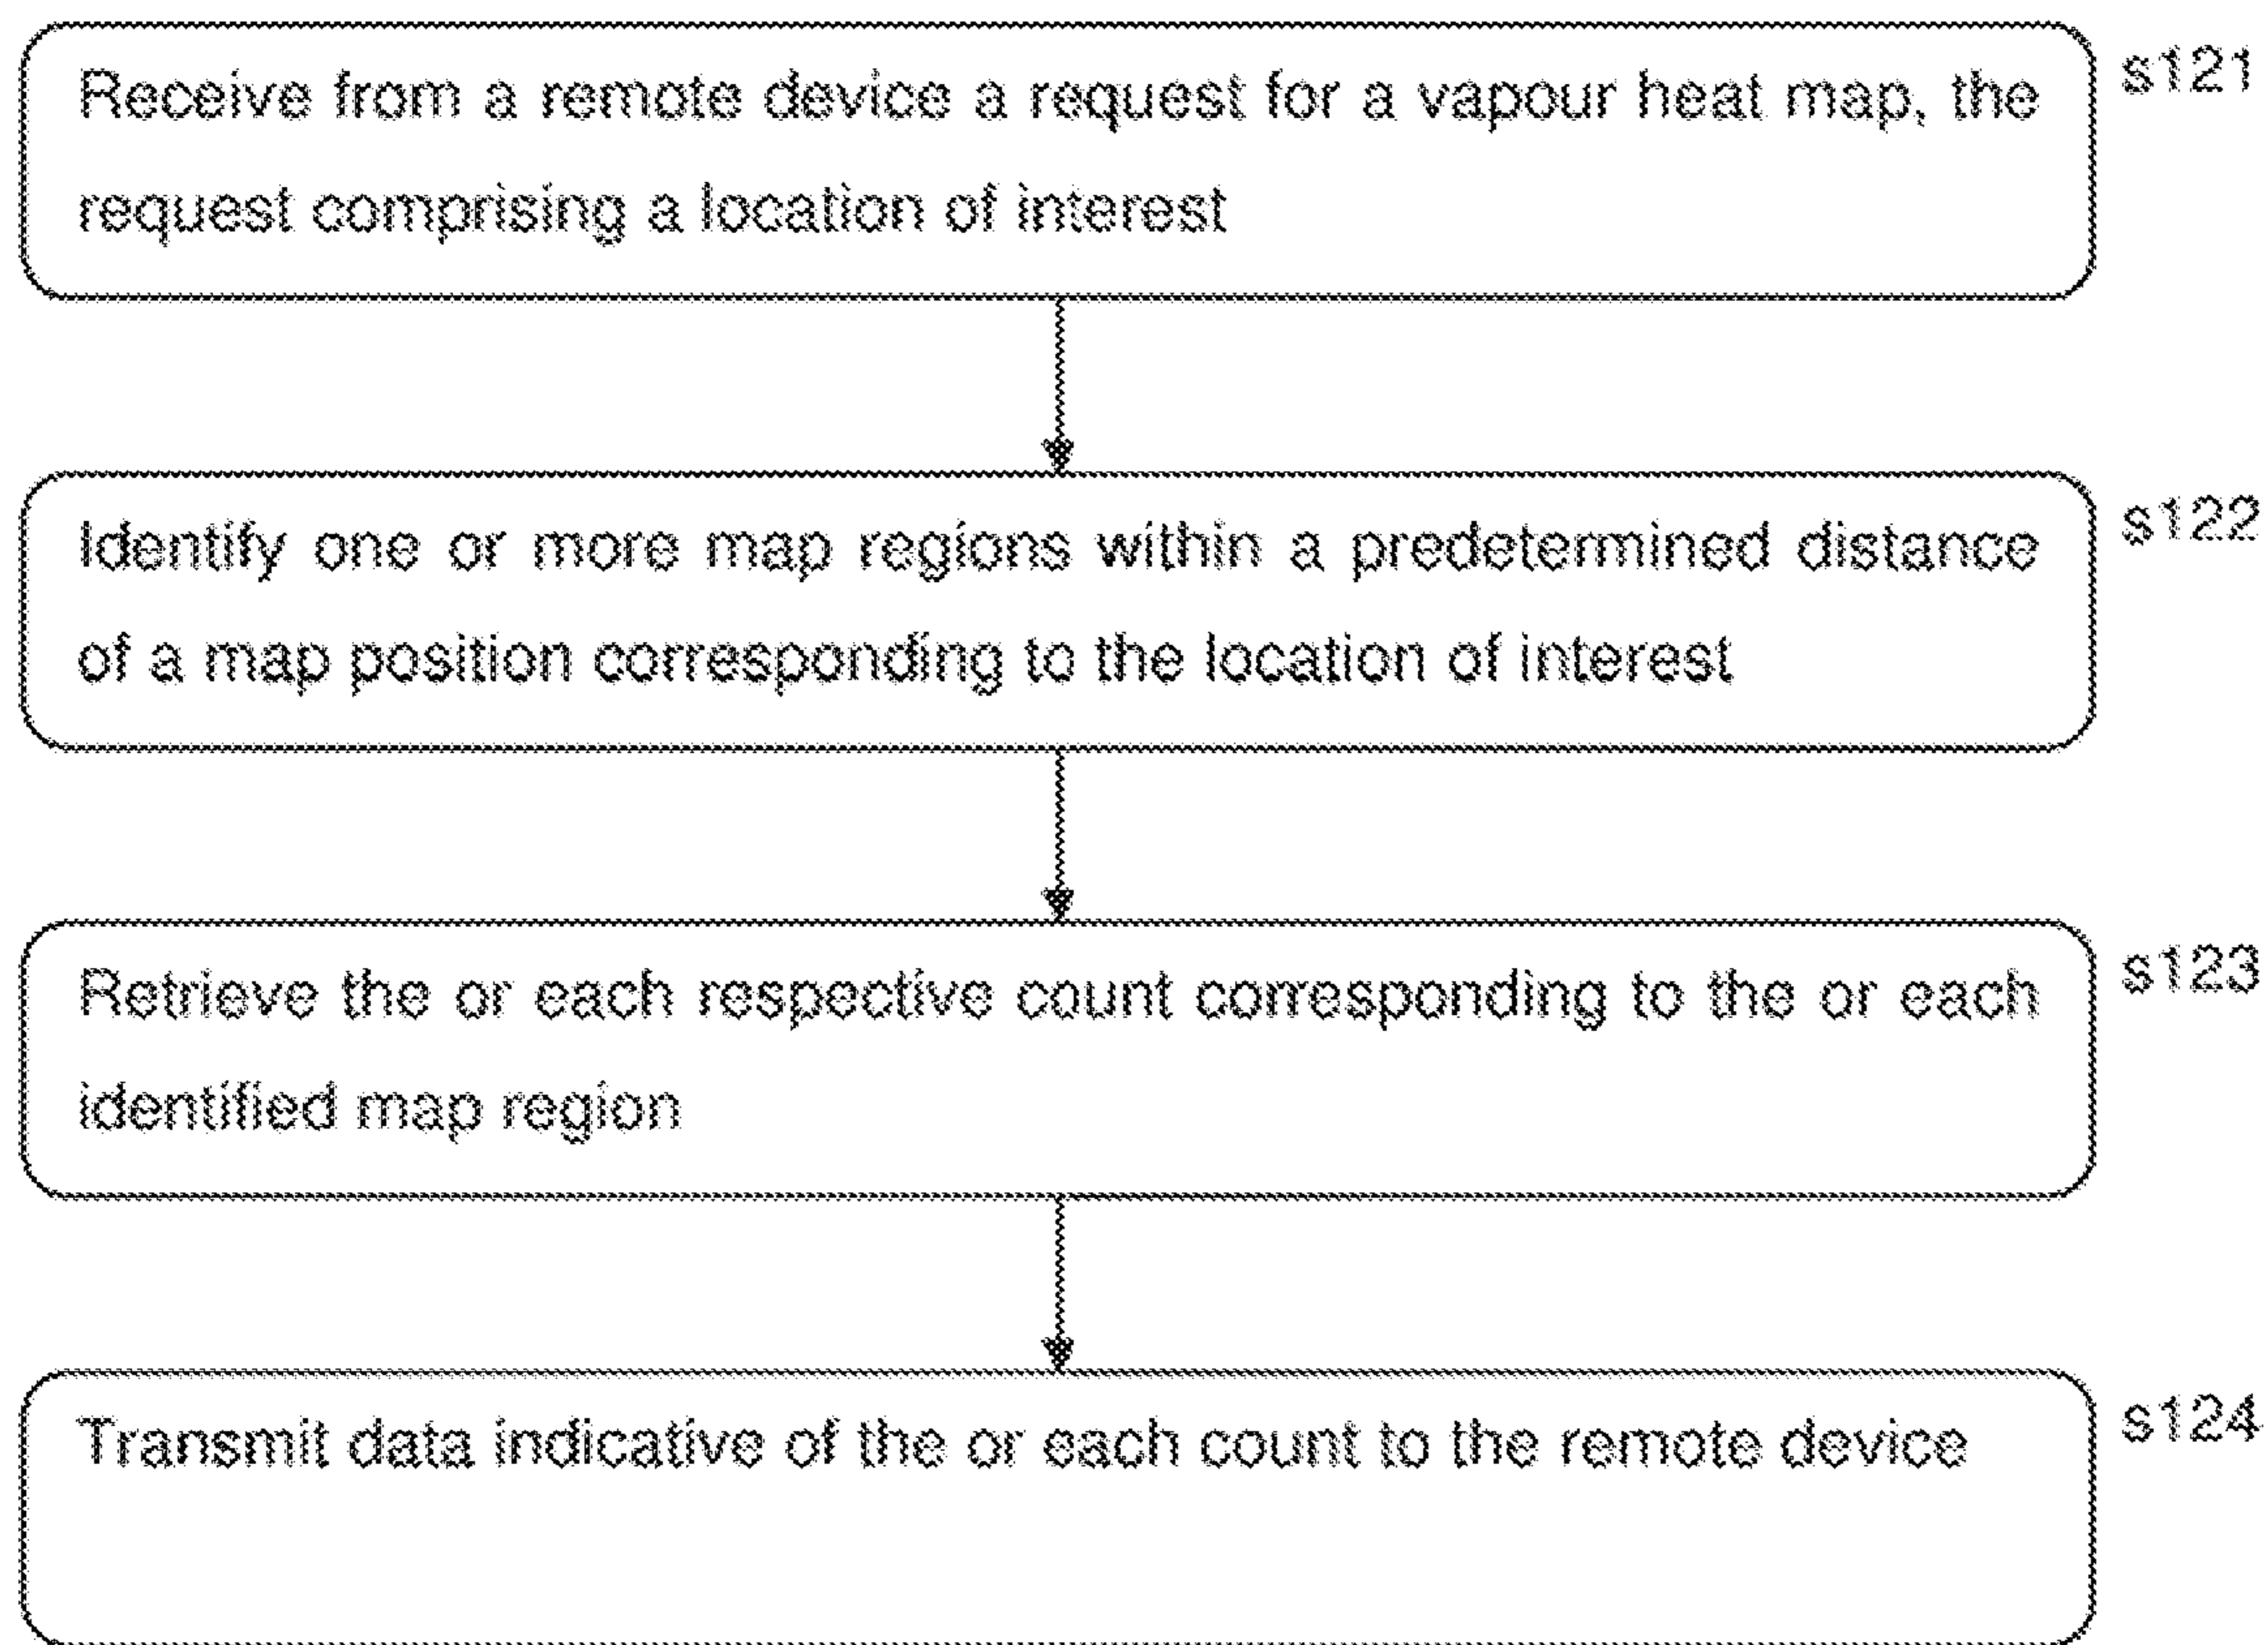 Receive from a remote device a request for a vapour heat map, the
s121
request comprising a location of interest
Identify one or more map regions within a predetermined distance
s122
of a map position corresponding to the location of interest
Retrieve the or each respective count corresponding to the or each
s123
identified map region
Transmit data indicative of the or each count to the remote device
s124